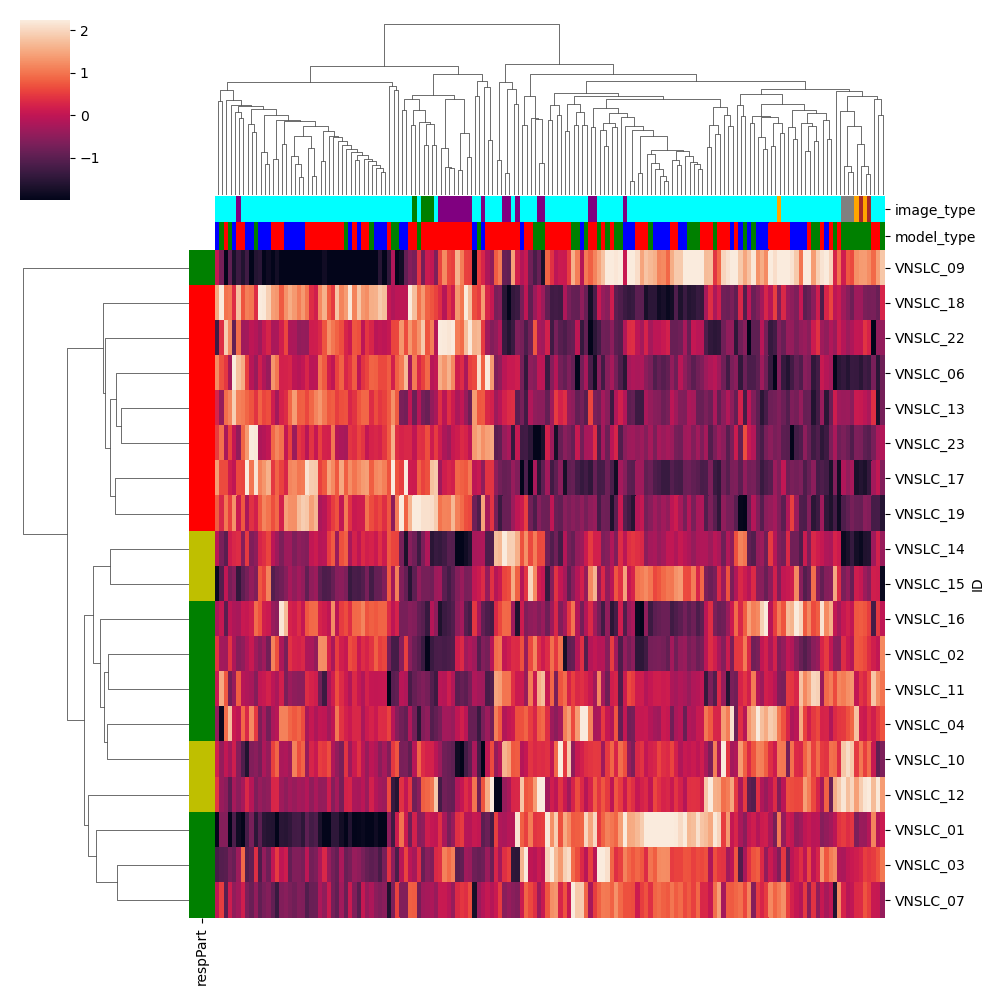 2
1
0
−1
image_type
model_type
VNSLC_09
VNSLC_18
VNSLC_22
VNSLC_06
VNSLC_13
VNSLC_23
VNSLC_17
VNSLC_19
VNSLC_14
VNSLC_15
VNSLC_16
VNSLC_02
VNSLC_11
VNSLC_04
VNSLC_10
VNSLC_12
VNSLC_01
VNSLC_03
VNSLC_07
ID
respPart